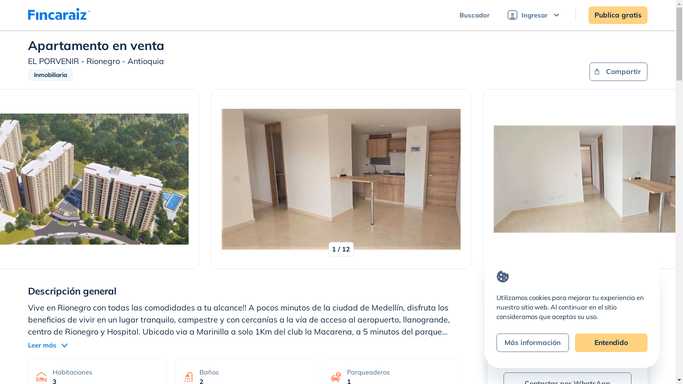 Fincaraiz
Buscador
Ingresar
Publica gratis
Apartamento en venta
EL PORVENIR - Rionegro - Antioquia
Inmobiliaria
Compartir
1 / 12
Descripción general
Vive en Rionegro con todas las comodidades a tu alcance!! A pocos minutos de la ciudad de Medellín, disfruta los
beneficios de vivir en un lugar tranquilo, campestre y con cercanías a la vía de acceso al aeropuerto, llanogrande,
centro de Rionegro y Hospital. Ubicado vía a Marinilla a solo 1Km del club la Macarena, a 5 minutos del parque...
Leer más
Habitaciones
3
Baños
2
Parqueaderos
1
Utilizamos cookies para mejorar tu experiencia en
nuestro sitio web. Al continuar en el sitio
consideramos que aceptas su uso.
Más información
Entendido
Contactar por WhatsApp